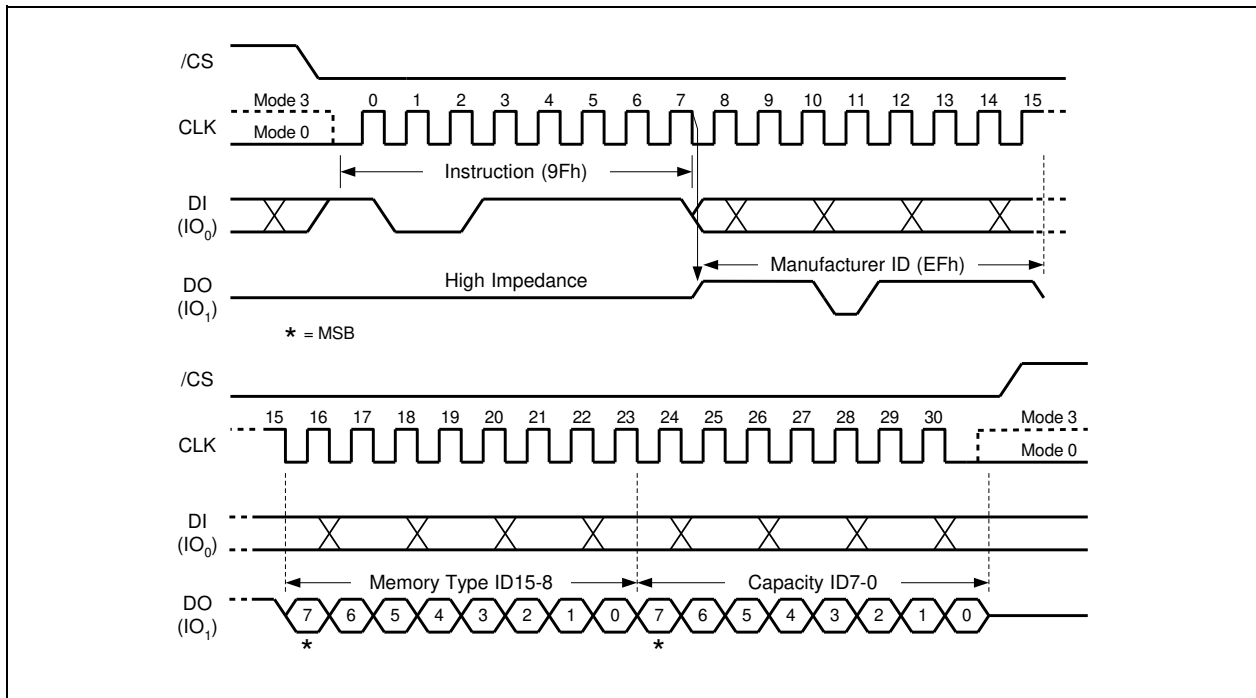 /CS
Mode 3 0 1 2 3 4 5 6 7 8 9 10 11 12 13 14 15
CLK Mode 0
Instruction (9Fh)
DI
(IO0)
Manufacturer ID (EFh)
High Impedance
DO
(IO1)
* = MSB
/CS
15 16 17 18 19 20 21 22 23 24 25 26 27 28 29 30 Mode 3
CLK Mode 0
DI
(IO0)
Memory Type ID15-8 Capacity ID7-0
DO 7 6 5 4 3 2 1 0 7 6 5 4 3 2 1 0
(IO1)
* *